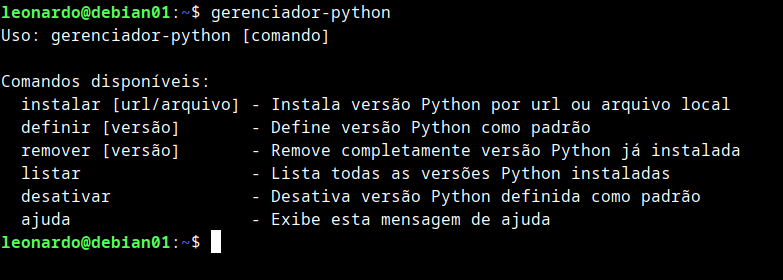 leonardo@debian01:~$ gerenciador-python
Uso: gerenciador-python [comando]

Comandos disponíveis:
  instalar [url/arquivo] - Instala versão Python por url ou arquivo local
  definir [versão]       - Define versão Python como padrão
  remover [versão]       - Remove completamente versão Python já instalada
  listar                 - Lista todas as versões Python instaladas
  desativar              - Desativa versão Python definida como padrão
  ajuda                  - Exibe esta mensagem de ajuda
leonardo@debian01:~$